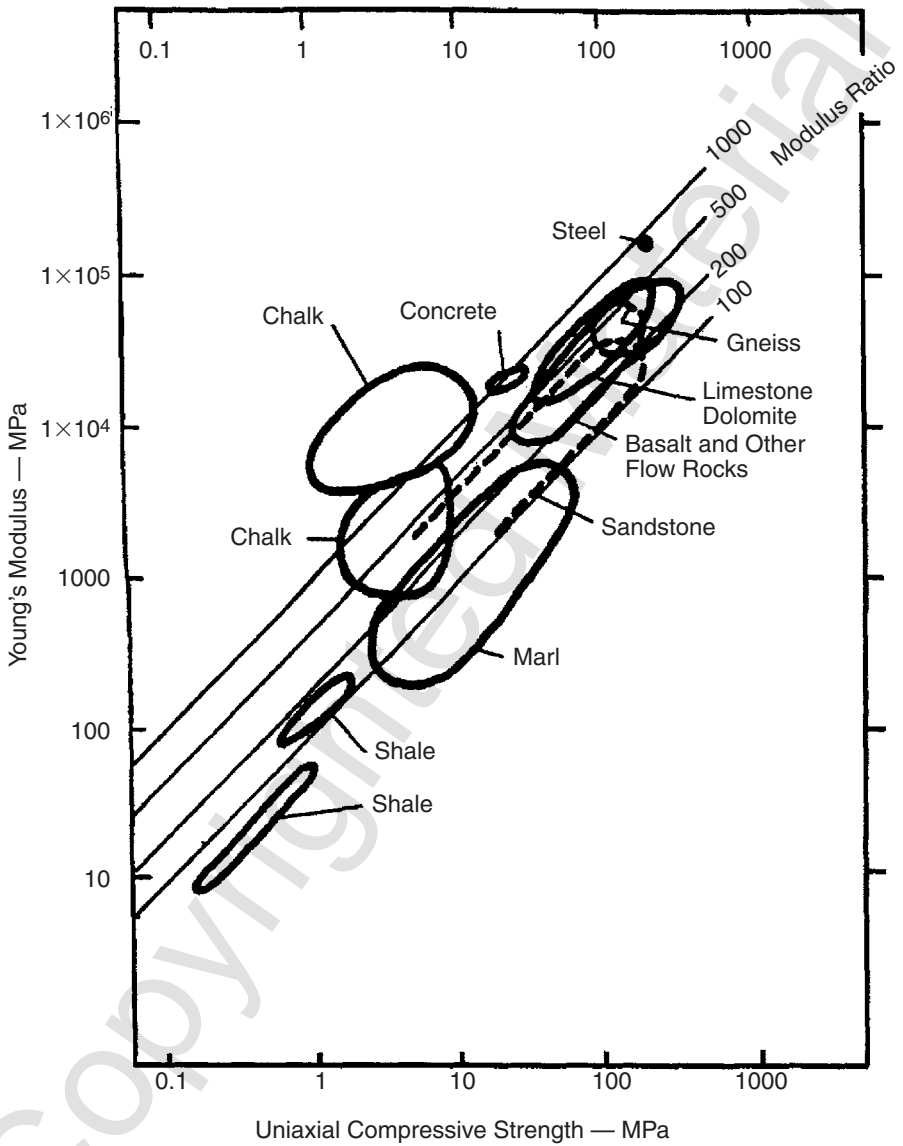 0.1 1 10 100 1000
Modulus Ratio
1×10⁶
1000
500
Steel
200
1×10⁵
100
Chalk
Concrete
Gneiss
Limestone
Dolomite
1×10⁴
Basalt and Other
Flow Rocks
Sandstone
Chalk
1000
Marl
100
Shale
Shale
10
0.1 1 10 100 1000
Young's Modulus — MPa
Uniaxial Compressive Strength — MPa
Copyrighted Material